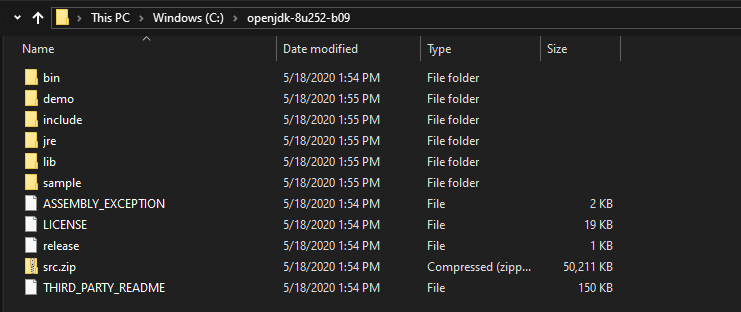 This PC > Windows (C:) > openjdk-8u252-b09
Name Date modified Type Size
bin 5/18/2020 1:54 PM File folder
demo 5/18/2020 1:55 PM File folder
include 5/18/2020 1:55 PM File folder
jre 5/18/2020 1:55 PM File folder
lib 5/18/2020 1:55 PM File folder
sample 5/18/2020 1:55 PM File folder
ASSEMBLY_EXCEPTION 5/18/2020 1:54 PM File 2 KB
LICENSE 5/18/2020 1:54 PM File 19 KB
release 5/18/2020 1:54 PM File 1 KB
src.zip 5/18/2020 1:54 PM Compressed (zipp... 50,211 KB
THIRD_PARTY_README 5/18/2020 1:54 PM File 150 KB